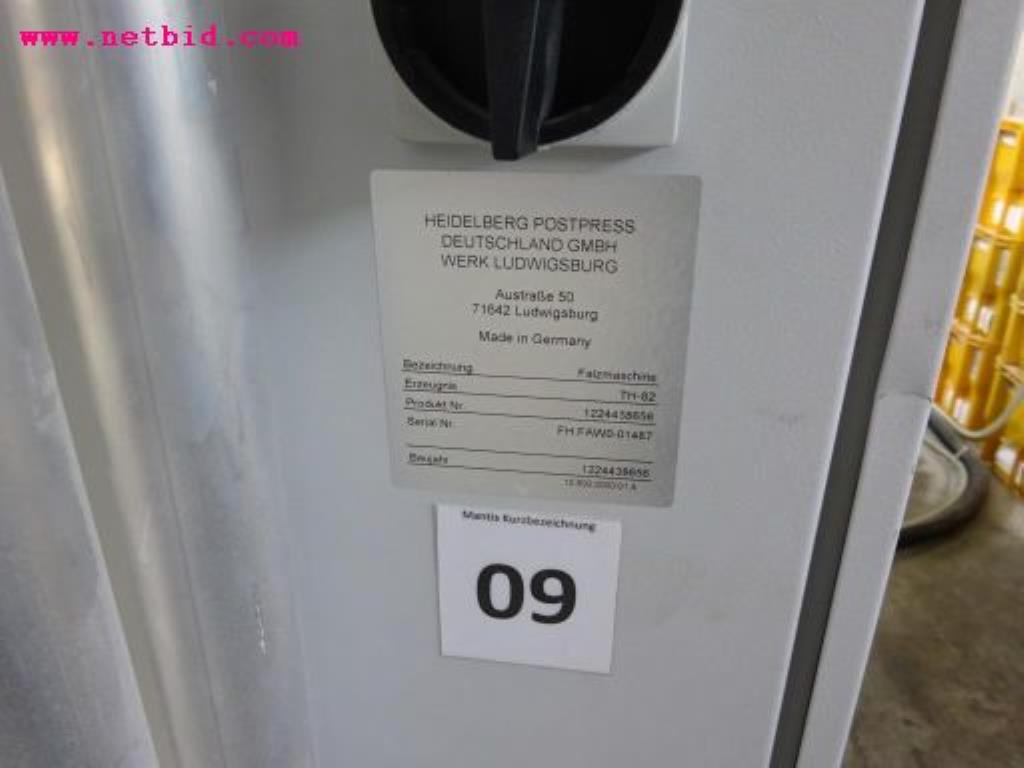 www.netbid.com
HEIDELBERG POSTPRESS
DEUTSCHLAND GMBH
WERK LUDWIGSBURG
Austraße 50
71642 Ludwigsburg
Made in Germany
Bezeichnung Falzmaschine
Erzeugnis TH-82
Produkt Nr. 1224438656
Serial Nr. FH.FAW0-01487
Baujahr 1224438656
Mantis Kurzbezeichnung
09